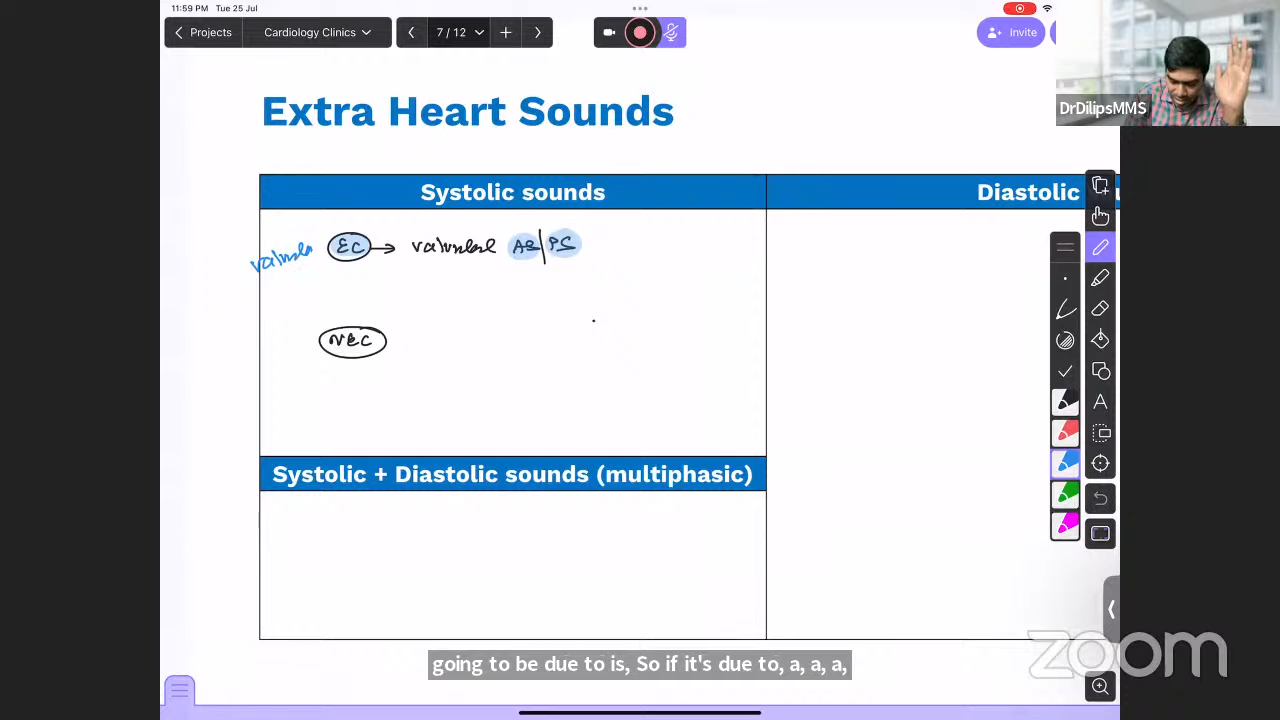 11:59 PM Tue 25 Jul
Projects Cardiology Clinics 7 / 12 Invite
DrDilipsMMS
Extra Heart Sounds
Systolic sounds Diastolic
EC → AS | PS
NEC
Systolic + Diastolic sounds (multiphasic)
going to be due to is, So if it's due to, a, a, a,
zoom